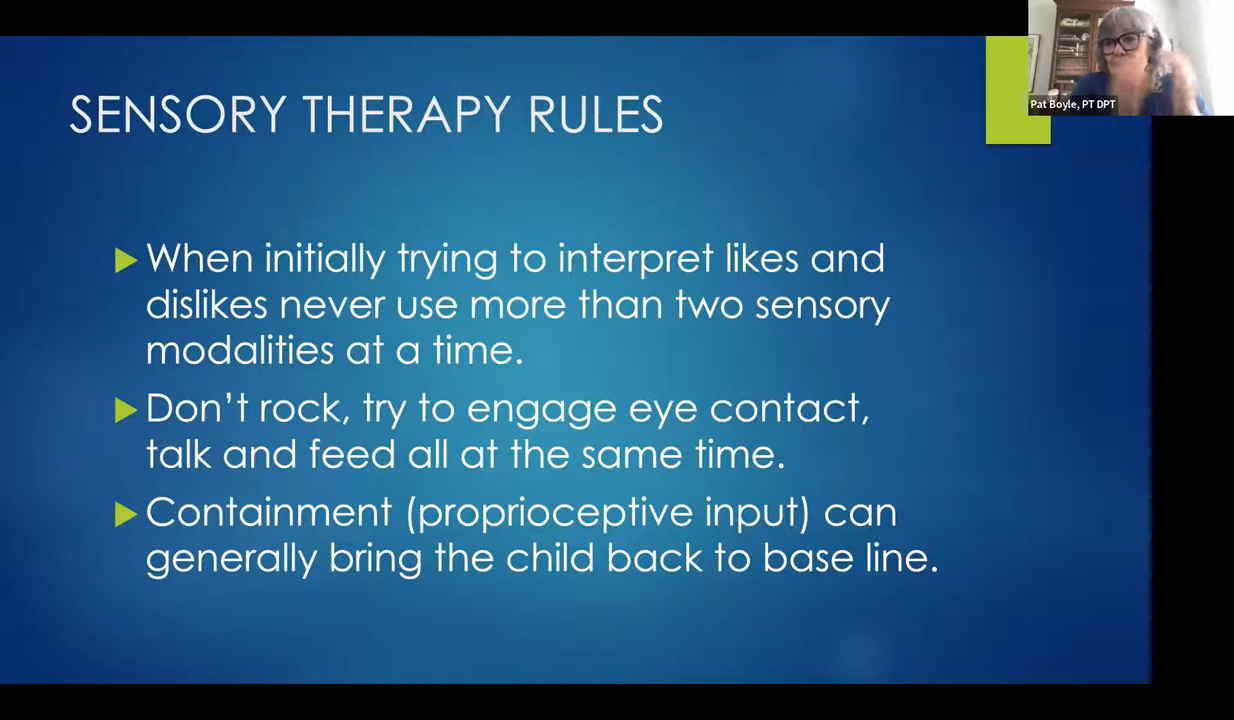 SENSORY THERAPY RULES
When initially trying to interpret likes and
dislikes never use more than two sensory
modalities at a time.
Don’t rock, try to engage eye contact,
talk and feed all at the same time.
Containment (proprioceptive input) can
generally bring the child back to base line.
Pat Boyle, PT DPT